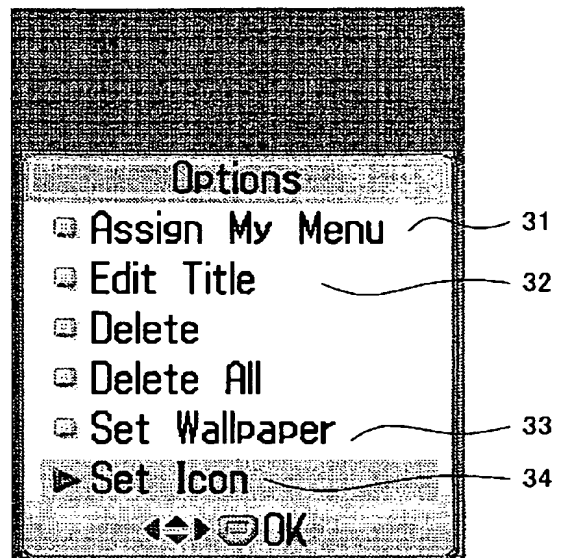 Options
Assign My Menu 31
Edit Title 32
Delete
Delete All
Set Wallpaper 33
Set Icon 34
OK